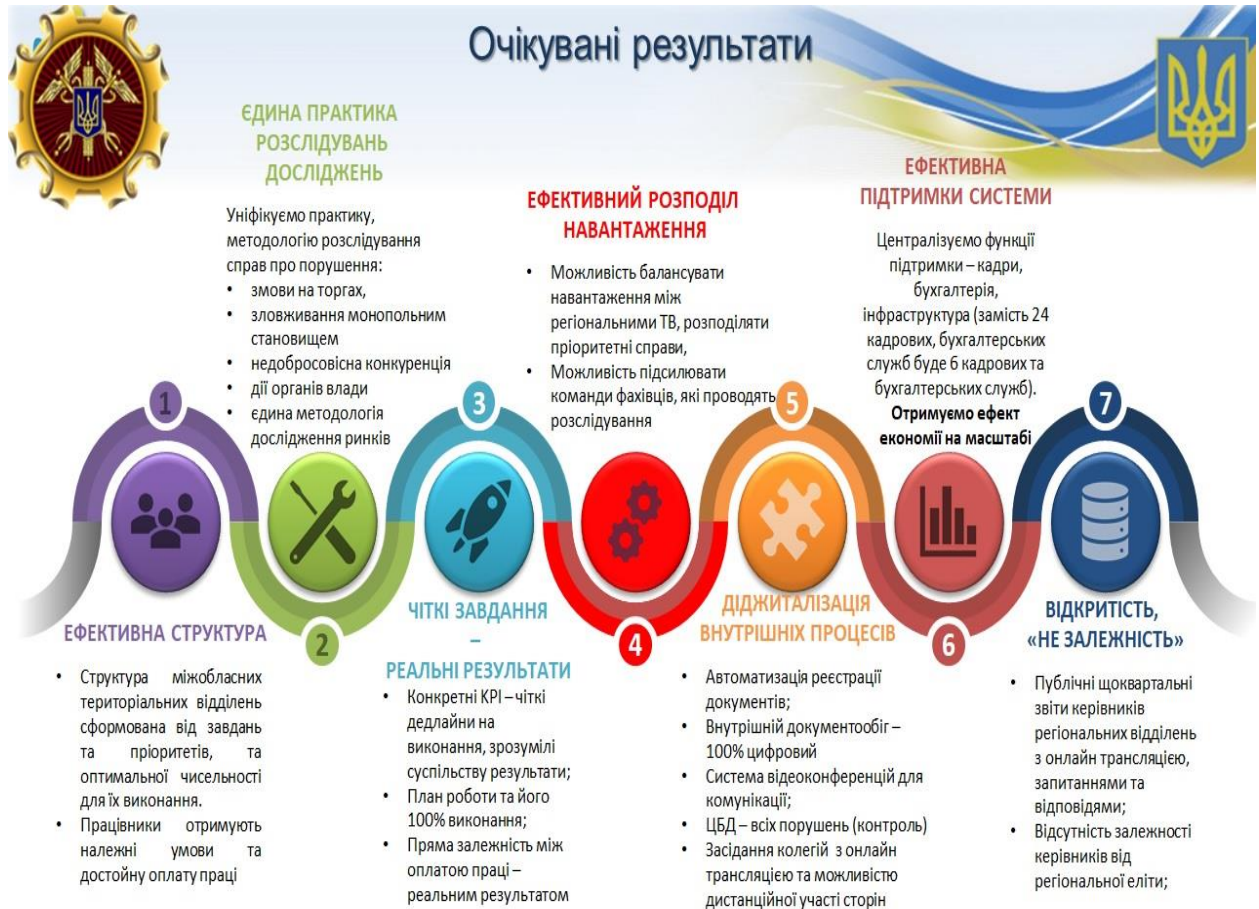 Очікувані результати
1
ЕФЕКТИВНА СТРУКТУРА
• Структура міжобласних
територіальних відділень
сформована від завдань
та пріоритетів, та
оптимальної чисельності
для їх виконання.
• Працівники отримують
належні умови та
достойну оплату праці
ЄДИНА ПРАКТИКА
РОЗСЛІДУВАНЬ
ДОСЛІДЖЕНЬ
Уніфікуємо практику,
методологію розслідування
справ про порушення:
• змови на торгах,
• зловживання монопольним
становищем
• недобросовісна конкуренція
• дії органів влади
• єдина методологія
дослідження ринків
2
3
ЧІТКІ ЗАВДАННЯ
–
РЕАЛЬНІ РЕЗУЛЬТАТИ
• Конкретні KPI – чіткі
дедлайни на
виконання, зрозумілі
суспільству результати;
• План роботи та його
100% виконання;
• Пряма залежність між
оплатою праці –
реальним результатом
ЕФЕКТИВНИЙ РОЗПОДІЛ
НАВАНТАЖЕННЯ
• Можливість балансувати
навантаження між
регіональними ТВ, розподіляти
пріоритетні справи,
• Можливість підсилювати
команди фахівців, які проводять
розслідування
4
5
ДІДЖИТАЛІЗАЦІЯ
ВНУТРІШНІХ ПРОЦЕСІВ
• Автоматизація реєстрації
документів;
• Внутрішній документообіг –
100% цифровий
• Система відеоконференцій для
комунікації;
• ЦБД – всіх порушень (контроль)
• Засідання колегій з онлайн
трансляцією та можливістю
дистанційної участі сторін
ЕФЕКТИВНА
ПІДТРИМКИ СИСТЕМИ
Централізуємо функції
підтримки – кадри,
бухгалтерія,
інфраструктура (замість 24
кадрових, бухгалтерських
служб буде 6 кадрових та
бухгалтерських служб).
Отримуємо ефект
економії на масштабі
6
7
ВІДКРИТІСТЬ,
«НЕ ЗАЛЕЖНІСТЬ»
• Публічні щоквартальні
звіти керівників
регіональних відділень
з онлайн трансляцією,
запитаннями та
відповідями;
• Відсутність залежності
керівників від
регіональної еліти;